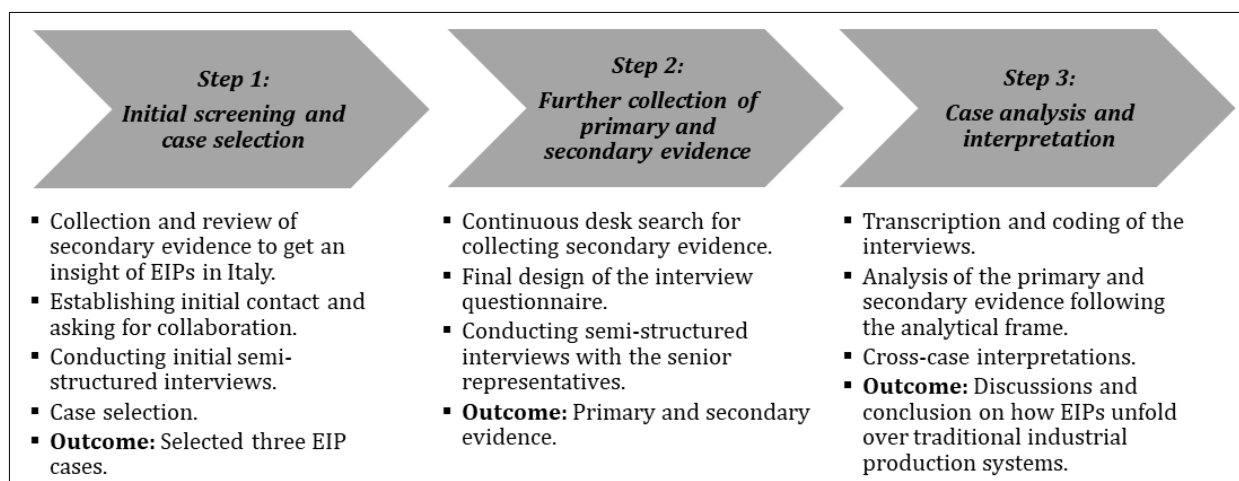 Step 1:
Initial screening and
case selection
▪ Collection and review of
secondary evidence to get an
insight of EIPs in Italy.
▪ Establishing initial contact and
asking for collaboration.
▪ Conducting initial semi-
structured interviews.
▪ Case selection.
▪ Outcome: Selected three EIP
cases.
Step 2:
Further collection of
primary and
secondary evidence
▪ Continuous desk search for
collecting secondary evidence.
▪ Final design of the interview
questionnaire.
▪ Conducting semi-structured
interviews with the senior
representatives.
▪ Outcome: Primary and secondary
evidence.
Step 3:
Case analysis and
interpretation
▪ Transcription and coding of the
interviews.
▪ Analysis of the primary and
secondary evidence following
the analytical frame.
▪ Cross-case interpretations.
▪ Outcome: Discussions and
conclusion on how EIPs unfold
over traditional industrial
production systems.